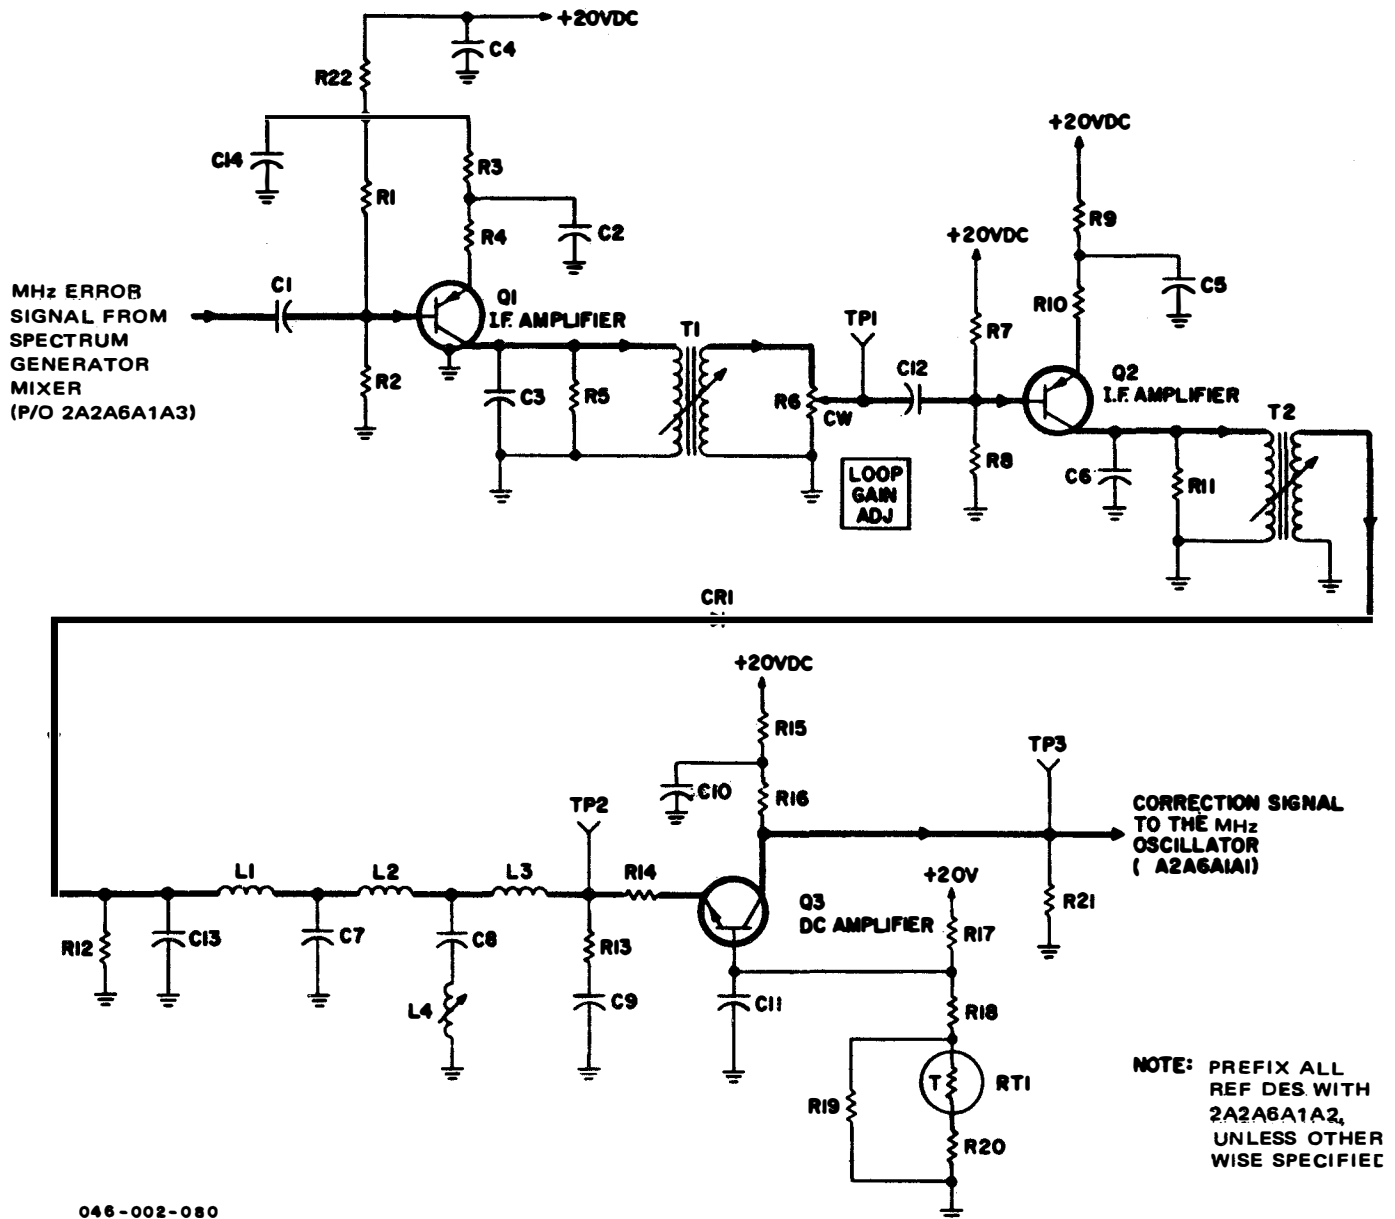 +20VDC
C4
R22
C14
R3
R1
R4
C2
+20VDC
R9
+20VDC
C5
R10
MHz ERROR
SIGNAL FROM
SPECTRUM
GENERATOR
MIXER
(P/O 2A2A6A1A3)
C1
Q1
I.F. AMPLIFIER
T1
TP1
R7
R2
C3
R5
R6
CW
C12
Q2
I.F. AMPLIFIER
T2
LOOP
GAIN
ADJ
R8
C6
R11
CR1
+20VDC
R15
C10
R16
TP3
TP2
CORRECTION SIGNAL
TO THE MHz
OSCILLATOR
( A2A6A1A1)
L1
L2
L3
R14
Q3
DC AMPLIFIER
+20V
R17
R21
R12
C13
C7
C8
R13
L4
C9
C11
R18
T
RT1
R19
R20
NOTE: PREFIX ALL
REF DES. WITH
2A2A6A1A2,
UNLESS OTHER
WISE SPECIFIED
046-002-080